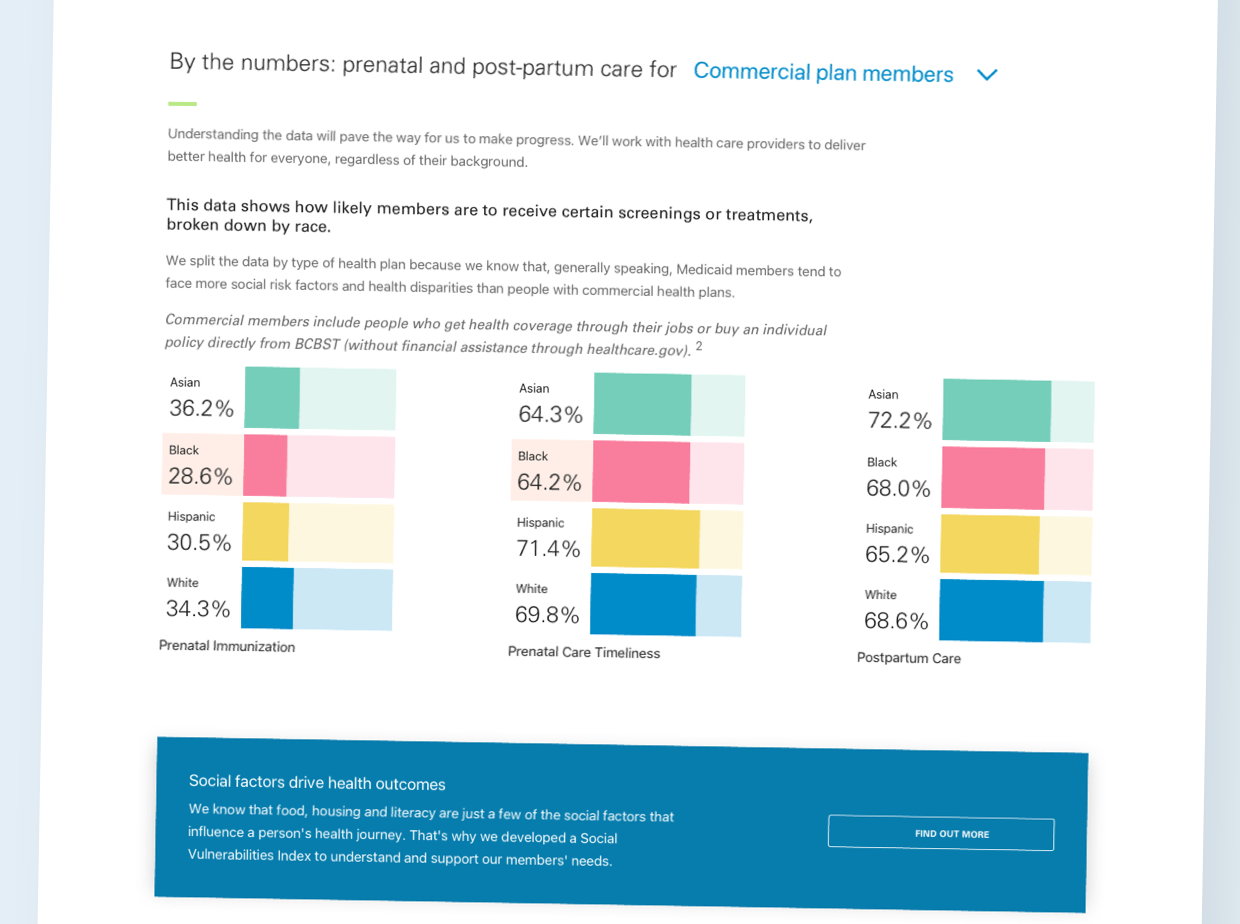 By the numbers: prenatal and post-partum care for Commercial plan members
Understanding the data will pave the way for us to make progress. We'll work with health care providers to deliver
better health for everyone, regardless of their background.
This data shows how likely members are to receive certain screenings or treatments,
broken down by race.
We split the data by type of health plan because we know that, generally speaking, Medicaid members tend to
face more social risk factors and health disparities than people with commercial health plans.
Commercial members include people who get health coverage through their jobs or buy an individual
policy directly from BCBST (without financial assistance through healthcare.gov). 2
Asian
36.2%
Black
28.6%
Hispanic
30.5%
White
34.3%
Prenatal Immunization
Asian
64.3%
Black
64.2%
Hispanic
71.4%
White
69.8%
Prenatal Care Timeliness
Asian
72.2%
Black
68.0%
Hispanic
65.2%
White
68.6%
Postpartum Care
Social factors drive health outcomes
We know that food, housing and literacy are just a few of the social factors that
influence a person's health journey. That's why we developed a Social
Vulnerabilities Index to understand and support our members' needs.
FIND OUT MORE